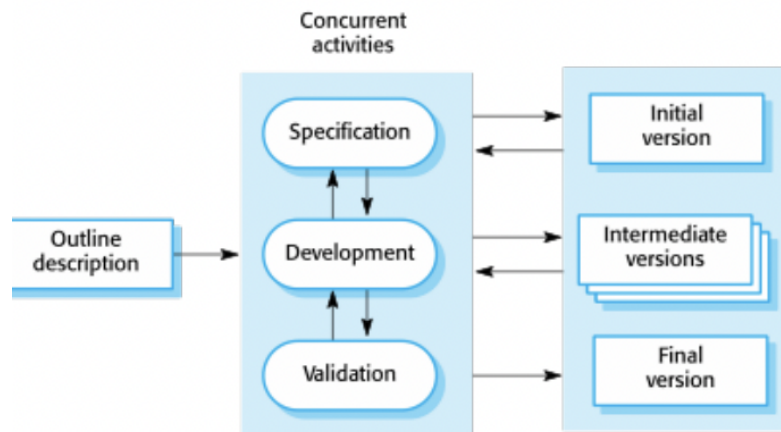 Concurrent
activities
Outline
description
Specification
Development
Validation
Initial
version
Intermediate
versions
Final
version